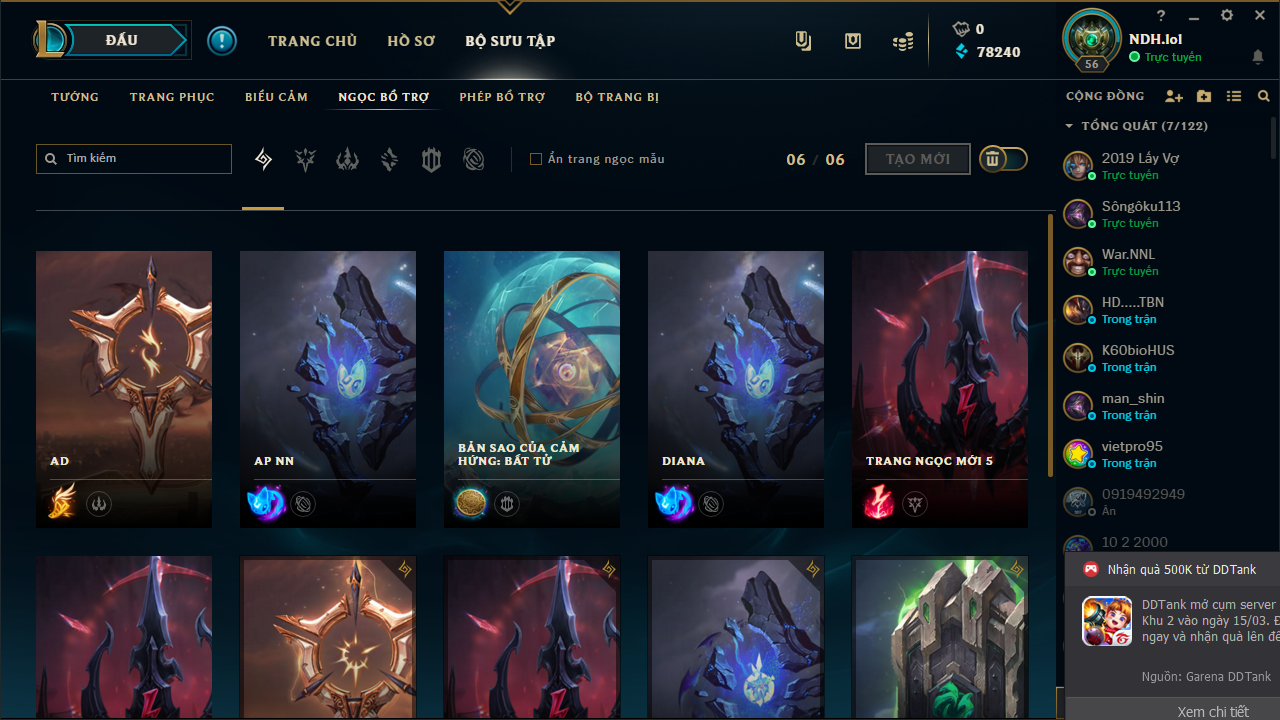 ĐẤU
TRANG CHỦ
HỒ SƠ
BỘ SƯU TẬP
0
78240
56
?
NDH.lol
Trực tuyến
TƯỚNG
TRANG PHỤC
BIỂU CẢM
NGỌC BỔ TRỢ
PHÉP BỔ TRỢ
BỘ TRANG BỊ
Tìm kiếm
Ẩn trang ngọc mẫu
06 / 06
TẠO MỚI
AD
AP NN
BẢN SAO CỦA CẢM
HỨNG: BẤT TỬ
DIANA
TRANG NGỌC MỚI 5
CỘNG ĐỒNG
TỔNG QUÁT (7/122)
2019 Lấy Vợ
Trực tuyến
Sôngôku113
Trực tuyến
War.NNL
Trực tuyến
HD.....TBN
Trong trận
K60bioHUS
Trong trận
man_shin
Trong trận
vietpro95
Trong trận
0919492949
Ẩn
10 2 2000
Nhận quà 500K từ DDTank
DDTank mở cụm server
Khu 2 vào ngày 15/03. Đ
ngay và nhận quà lên đế
Nguồn: Garena DDTank
Xem chi tiết